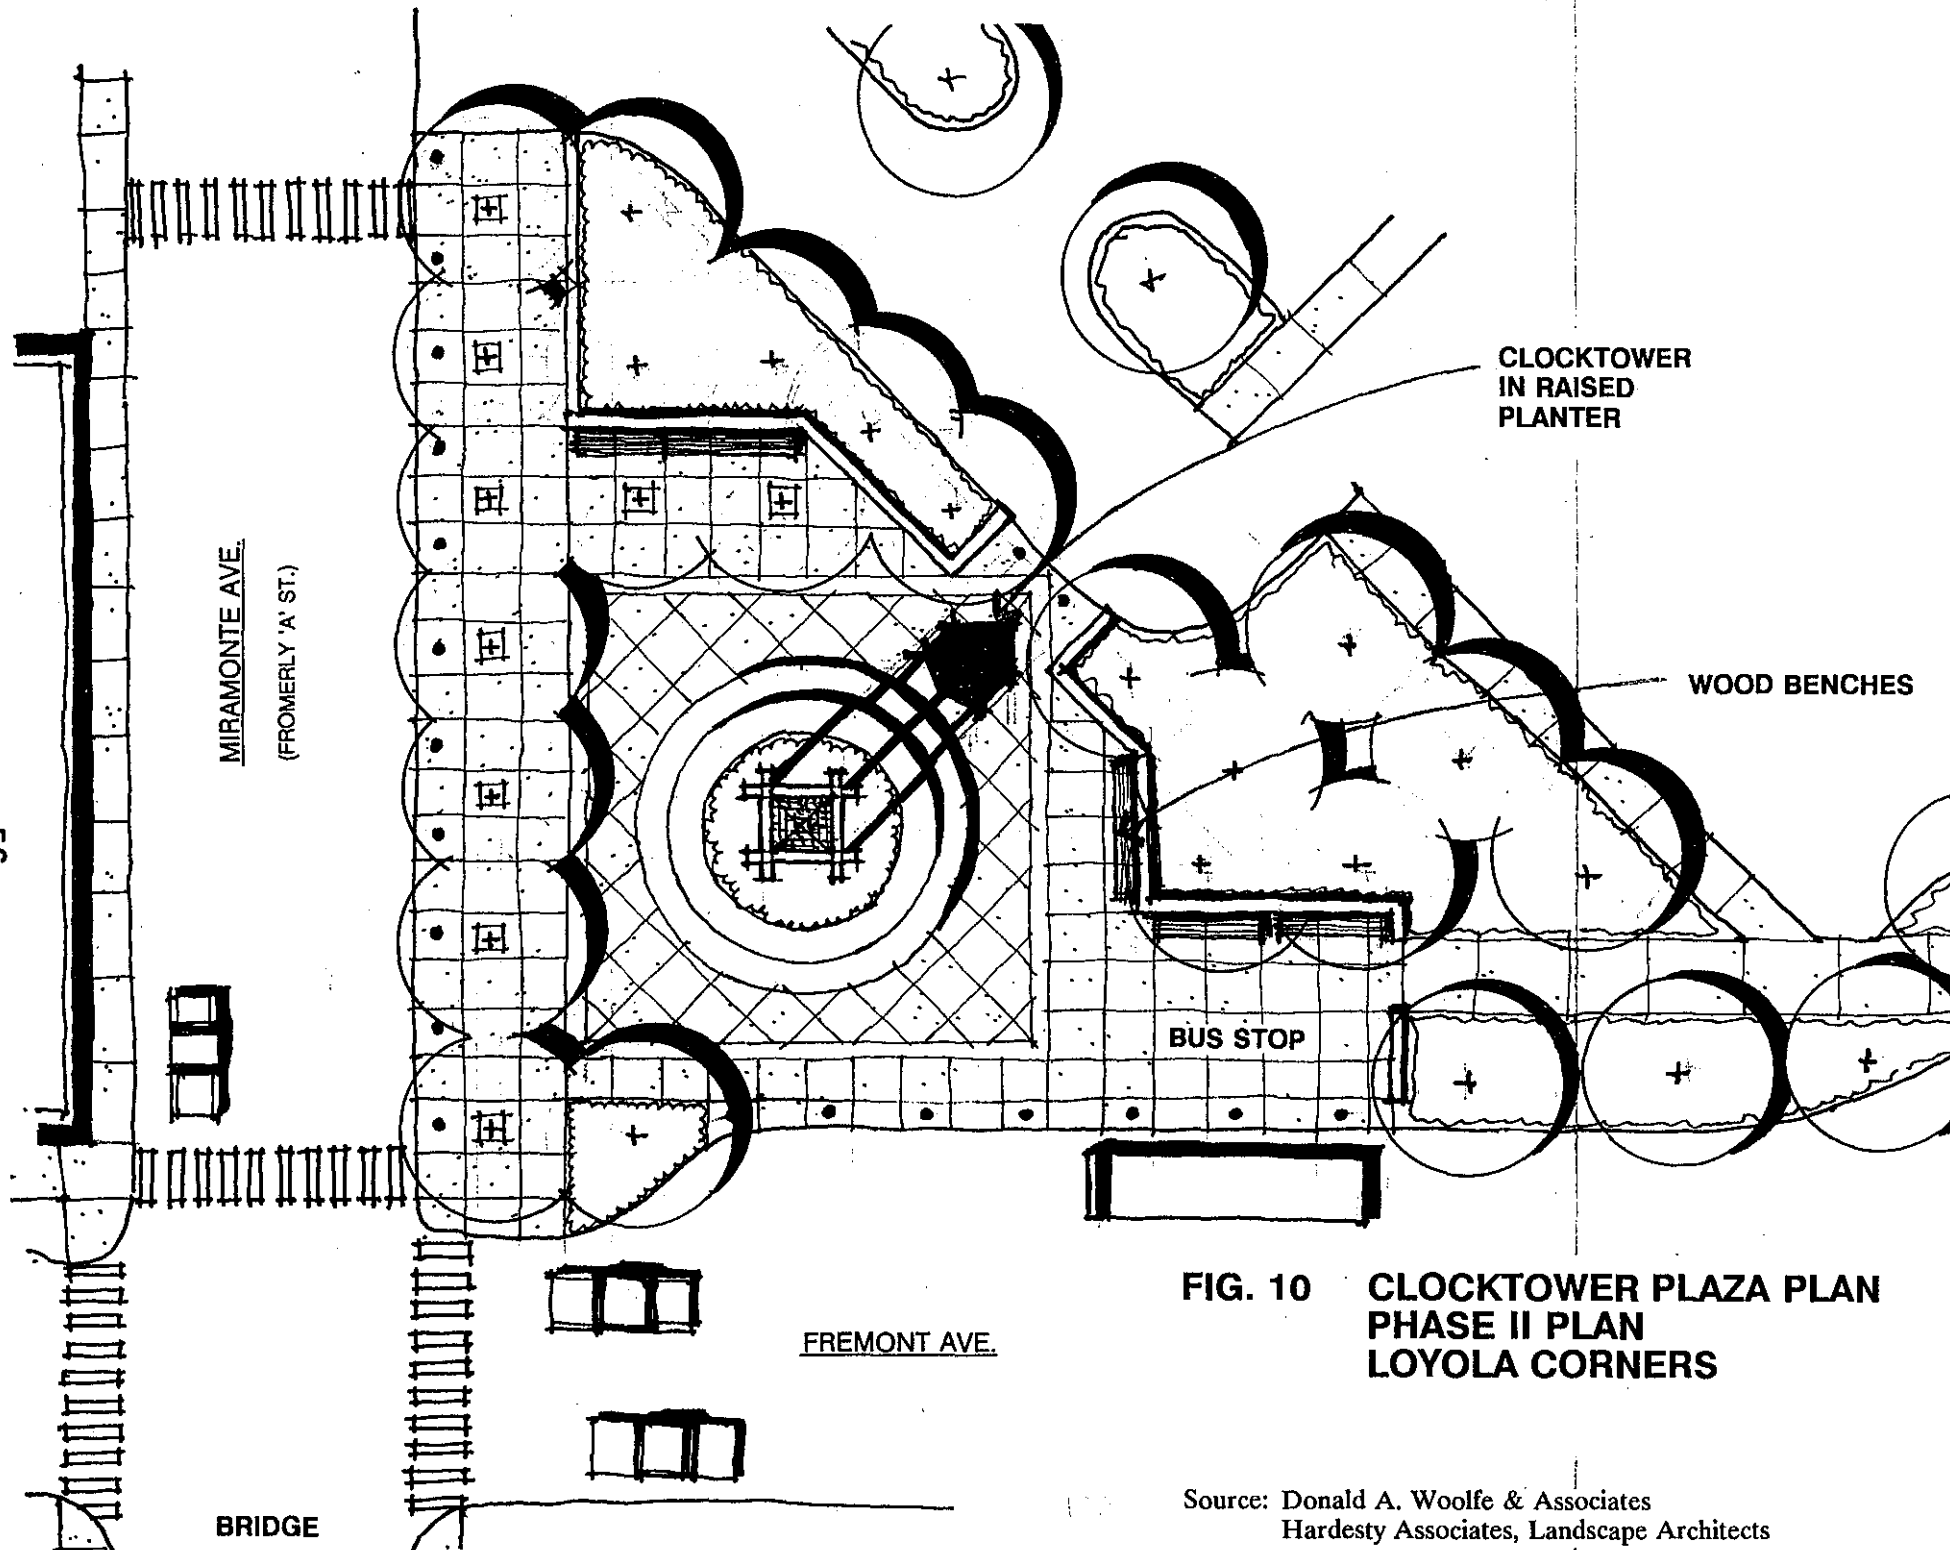 CLOCKTOWER
IN RAISED
PLANTER
WOOD BENCHES
MIRAMONTE AVE.
(FROMERLY 'A' ST.)
BUS STOP
FIG. 10 CLOCKTOWER PLAZA PLAN
PHASE II PLAN
LOYOLA CORNERS
FREMONT AVE.
BRIDGE
Source: Donald A. Woolfe & Associates
Hardesty Associates, Landscape Architects